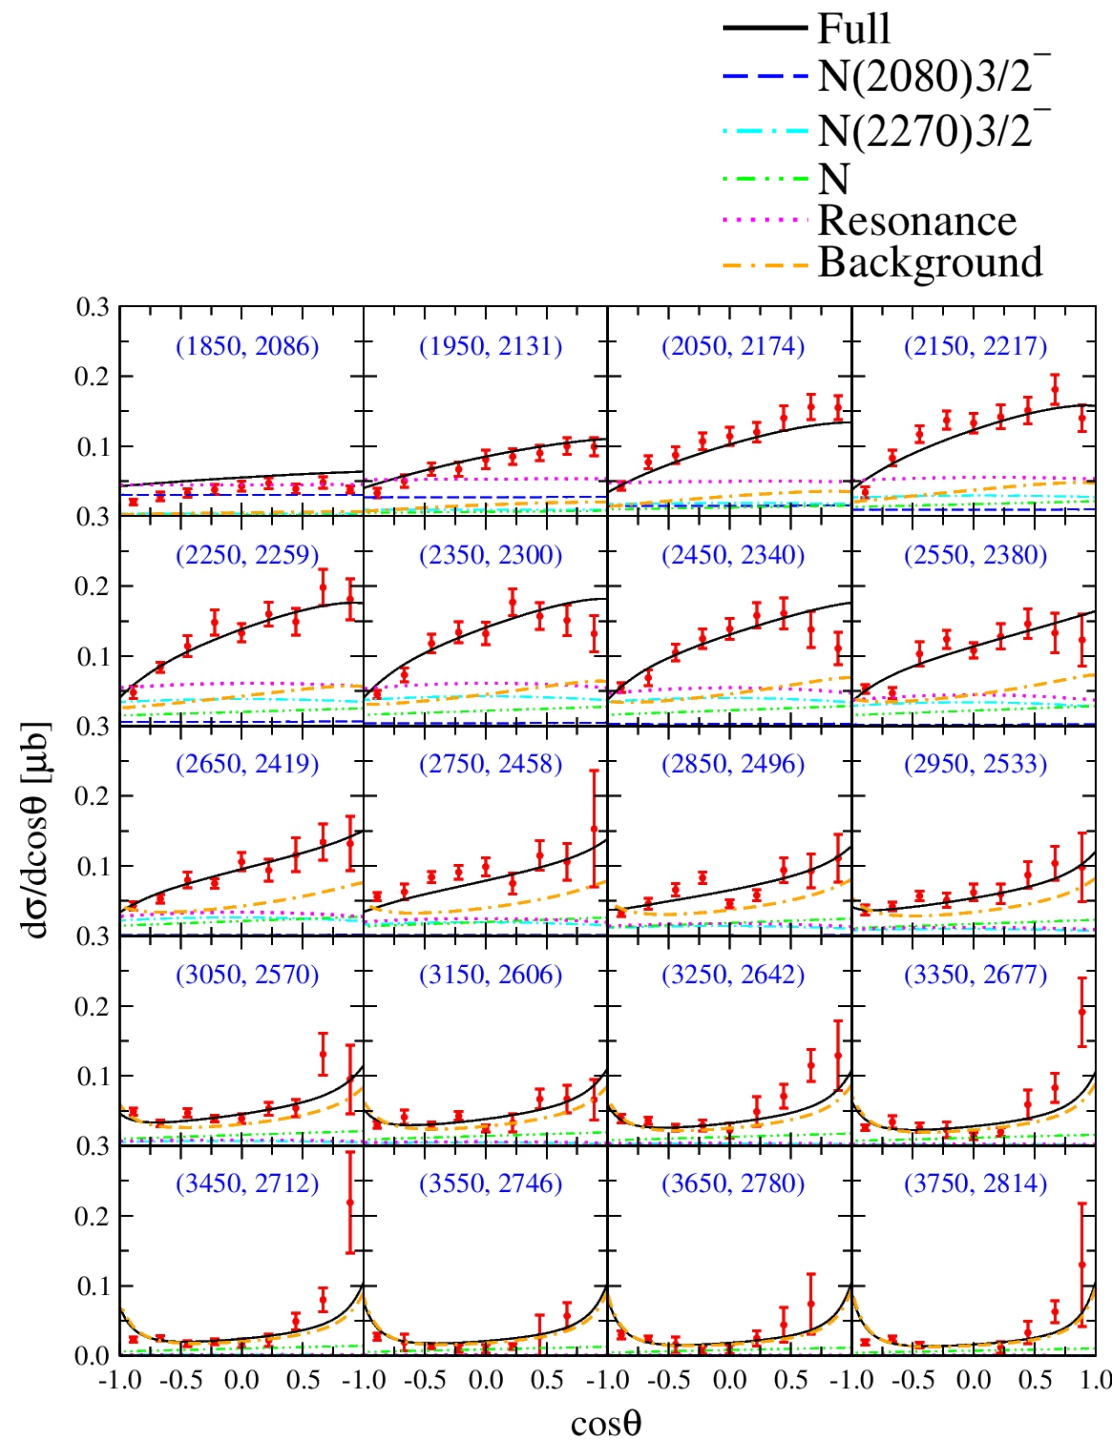 Full
N(2080)3/2⁻
N(2270)3/2⁻
N
Resonance
Background
0.3
(1850, 2086) (1950, 2131) (2050, 2174) (2150, 2217)
0.2
0.1
0.3
(2250, 2259) (2350, 2300) (2450, 2340) (2550, 2380)
0.2
0.1
0.3
(2650, 2419) (2750, 2458) (2850, 2496) (2950, 2533)
0.2
0.1
0.3
(3050, 2570) (3150, 2606) (3250, 2642) (3350, 2677)
0.2
0.1
0.3
(3450, 2712) (3550, 2746) (3650, 2780) (3750, 2814)
0.2
0.1
0.0
-1.0 -0.5 0.0 0.5 -1.0 -0.5 0.0 0.5 -1.0 -0.5 0.0 0.5 -1.0 -0.5 0.0 0.5 1.0
cosθ
dσ/dcosθ [μb]